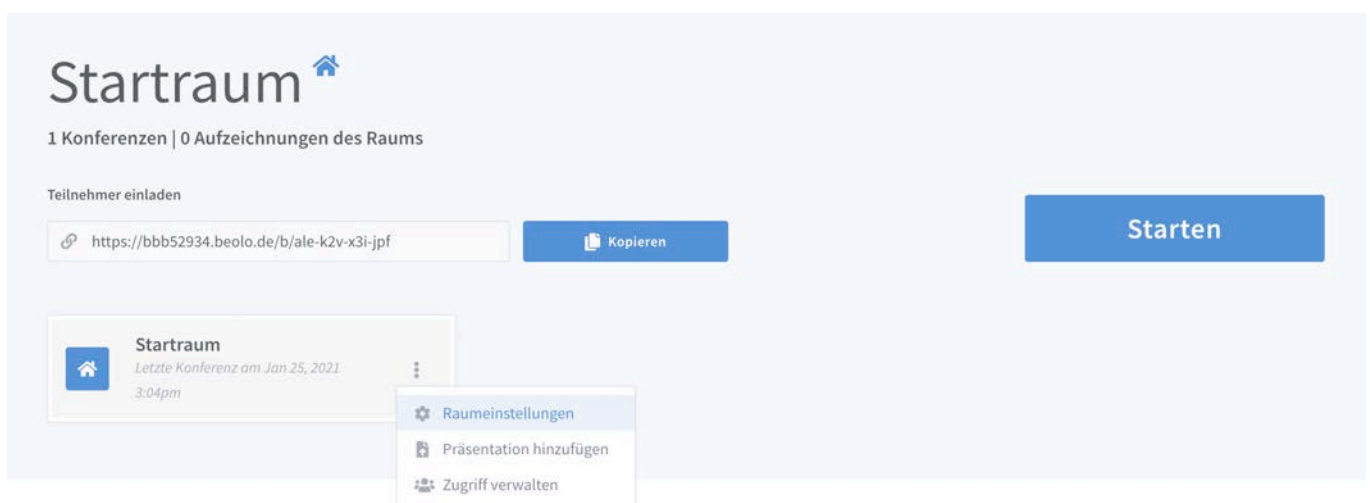 Startraum
1 Konferenzen | 0 Aufzeichnungen des Raums
Teilnehmer einladen
https://bbb52934.beolo.de/b/ale-k2v-x3i-jpf
Kopieren
Starten
Startraum
Letzte Konferenz am Jan 25, 2021
3:04pm
Raumeinstellungen
Präsentation hinzufügen
Zugriff verwalten